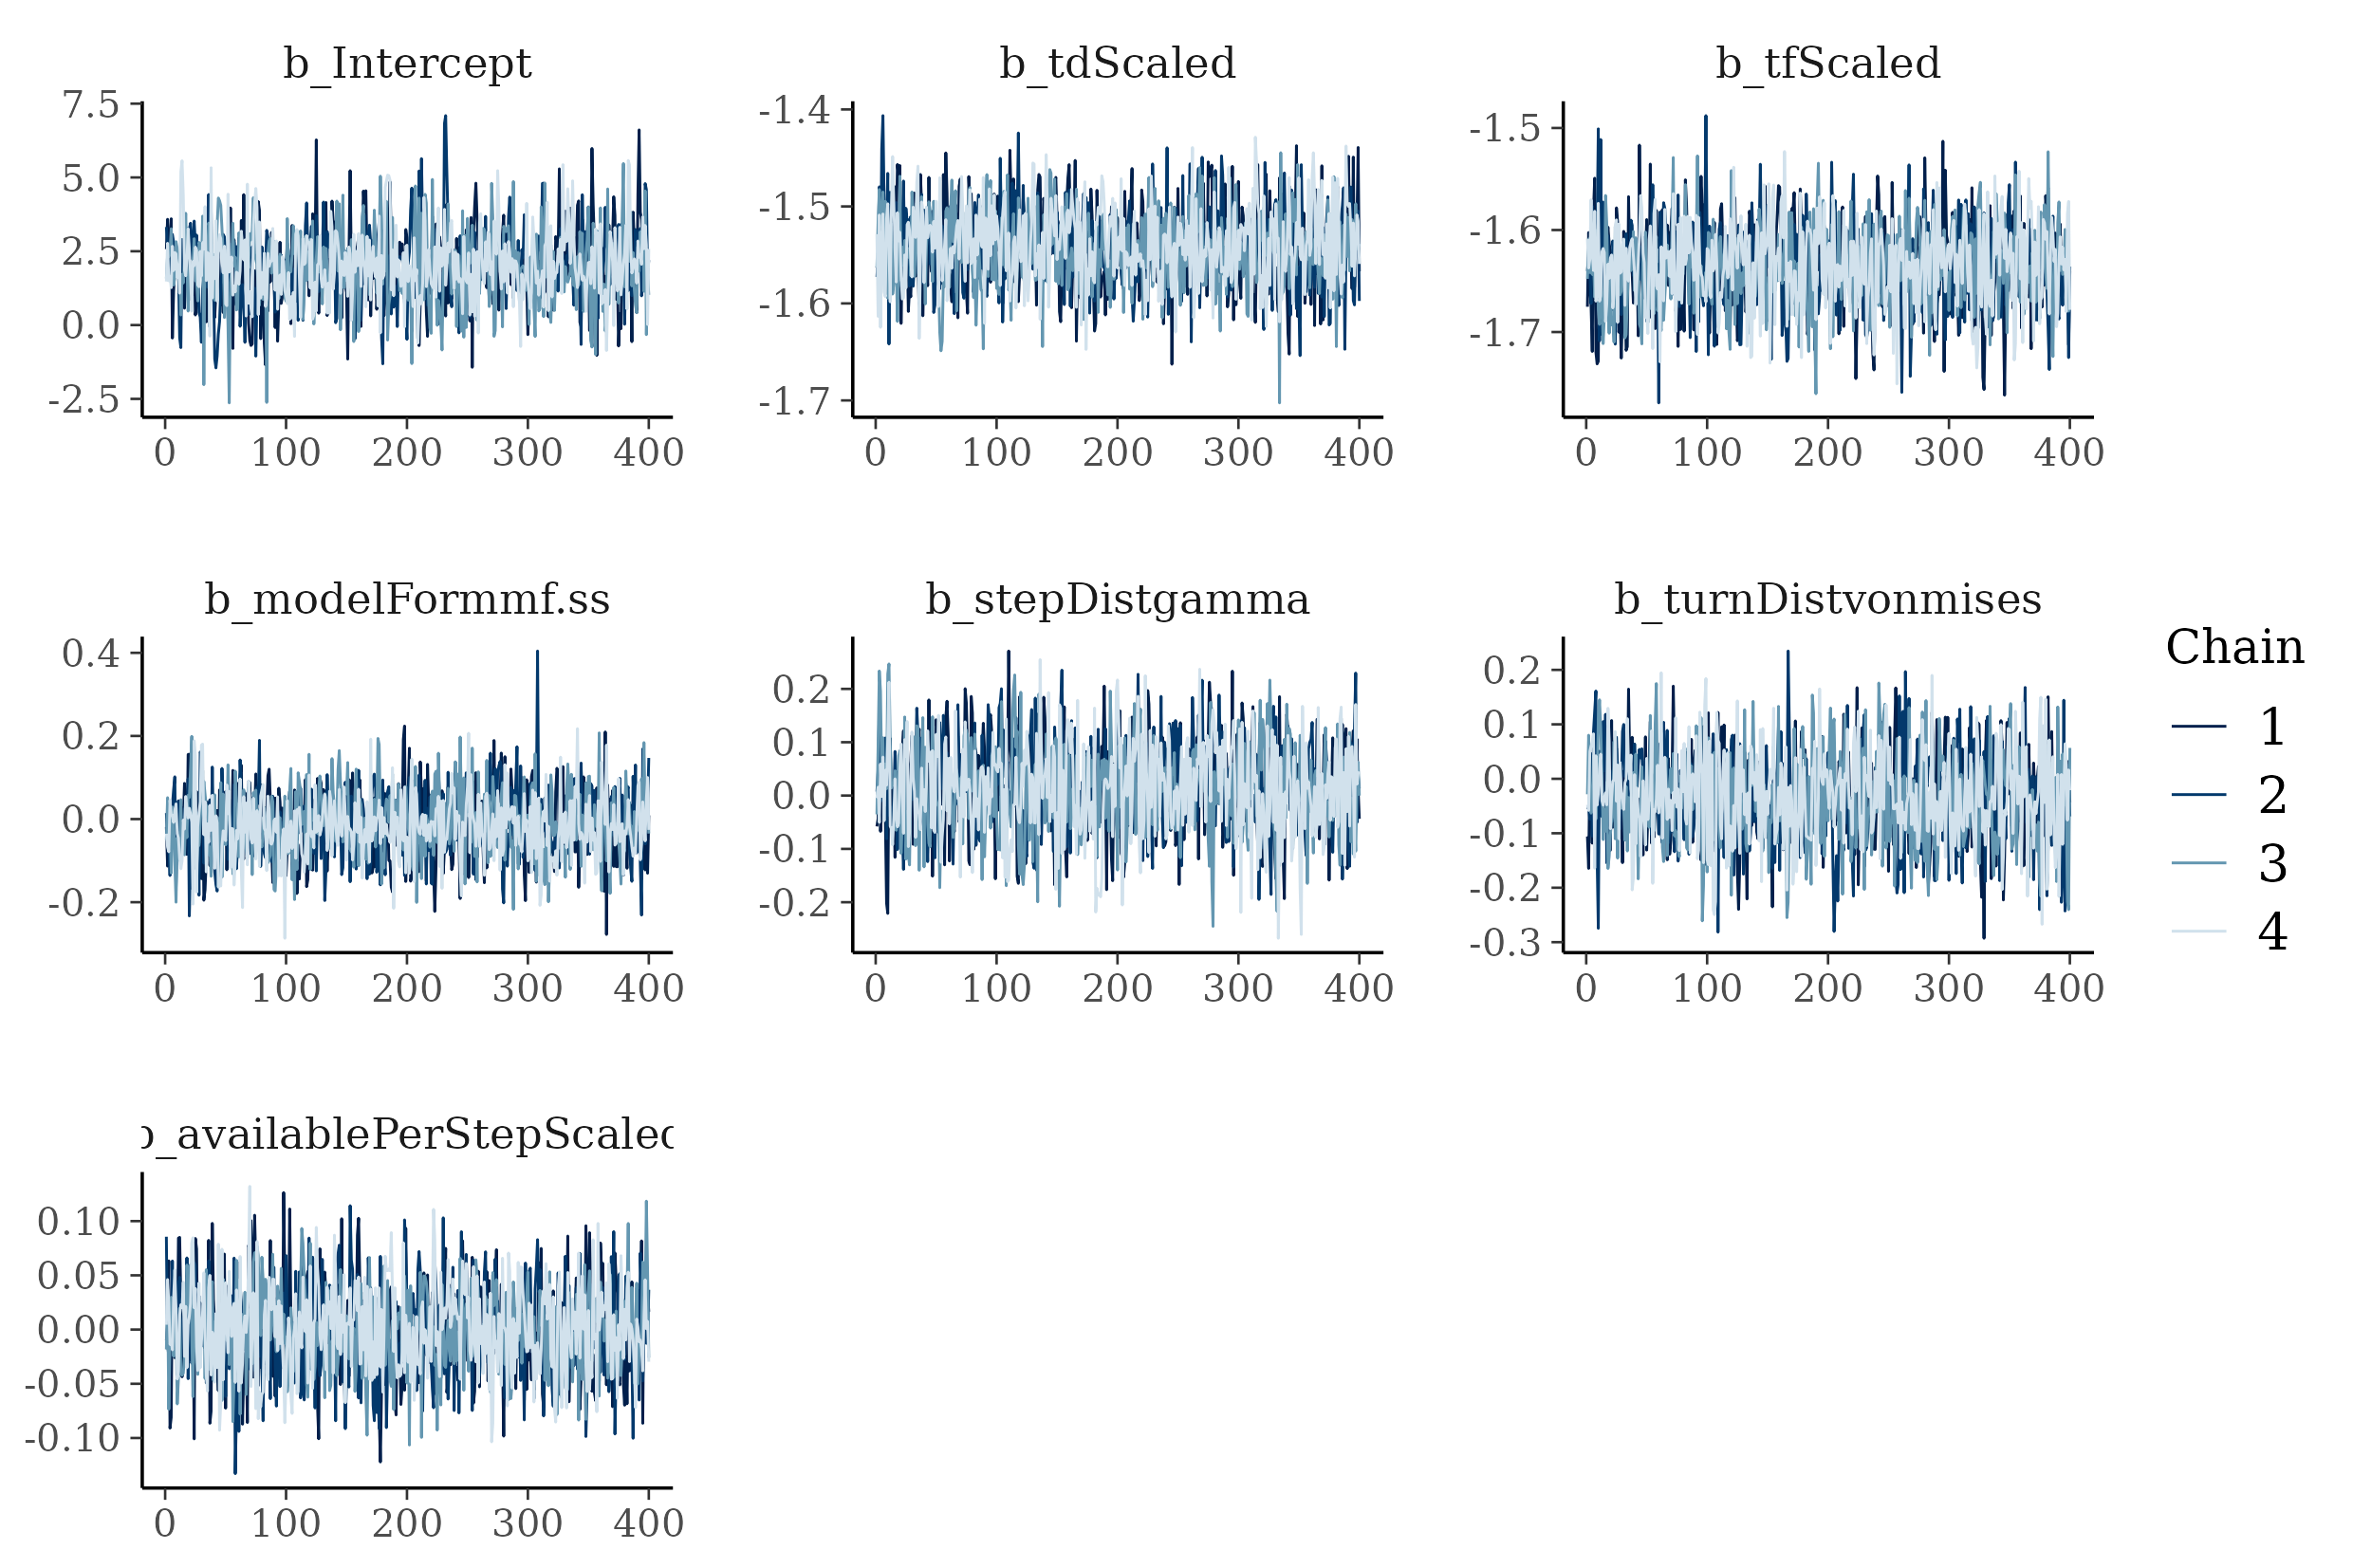 b_Intercept
7.5
5.0
2.5
0.0
-2.5
0 100 200 300 400
b_tdScaled
-1.4
-1.5
-1.6
-1.7
0 100 200 300 400
b_tfScaled
-1.5
-1.6
-1.7
0 100 200 300 400
b_modelFormmf.ss
0.4
0.2
0.0
-0.2
0 100 200 300 400
b_stepDistgamma
0.2
0.1
0.0
-0.1
-0.2
0 100 200 300 400
b_turnDistvonmises
0.2
0.1
0.0
-0.1
-0.2
-0.3
0 100 200 300 400
Chain
1
2
3
4
b_availablePerStepScaled
0.10
0.05
0.00
-0.05
-0.10
0 100 200 300 400